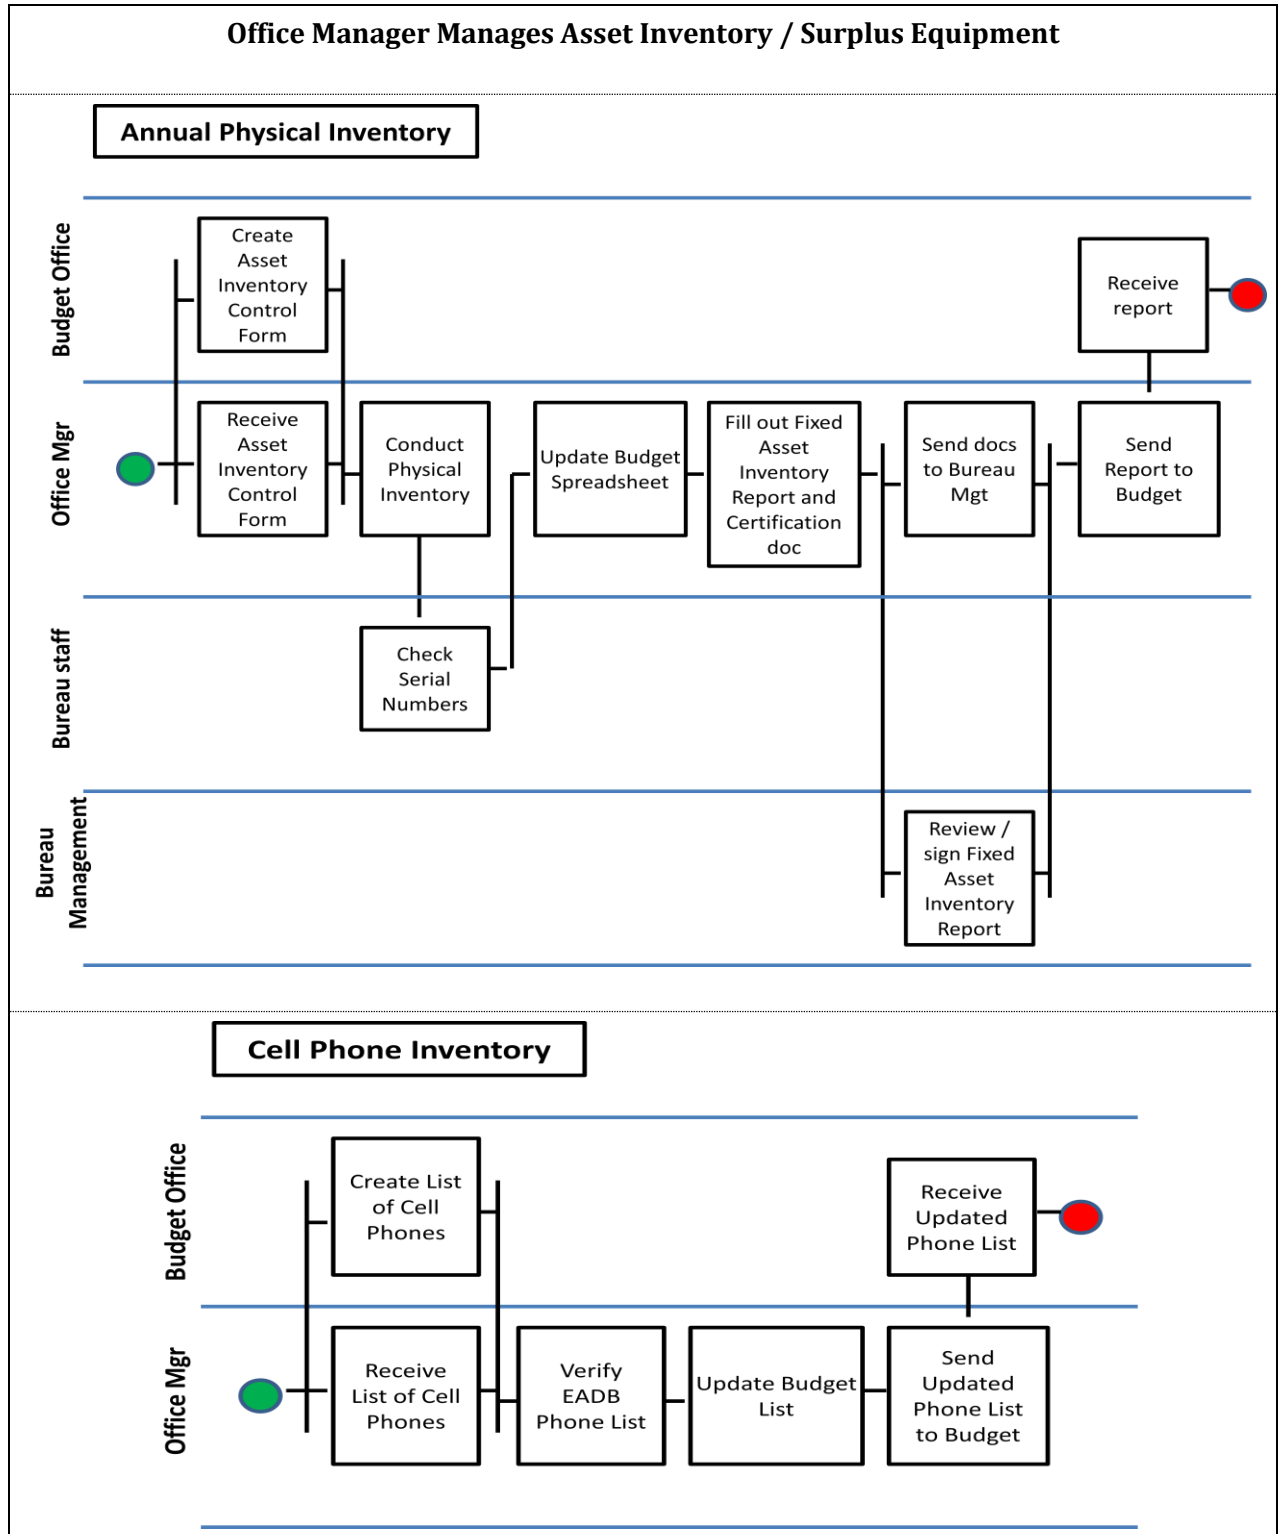 Office Manager Manages Asset Inventory / Surplus Equipment
Annual Physical Inventory
Budget Office
Create
Asset
Inventory
Control
Form
Receive
report
Office Mgr
Receive
Asset
Inventory
Control
Form
Conduct
Physical
Inventory
Update Budget
Spreadsheet
Fill out Fixed
Asset
Inventory
Report and
Certification
doc
Send docs
to Bureau
Mgt
Send
Report to
Budget
Bureau staff
Check
Serial
Numbers
Bureau
Management
Review /
sign Fixed
Asset
Inventory
Report
Cell Phone Inventory
Budget Office
Create List
of Cell
Phones
Receive
Updated
Phone List
Office Mgr
Receive
List of Cell
Phones
Verify
EADB
Phone List
Update Budget
List
Send
Updated
Phone List
to Budget